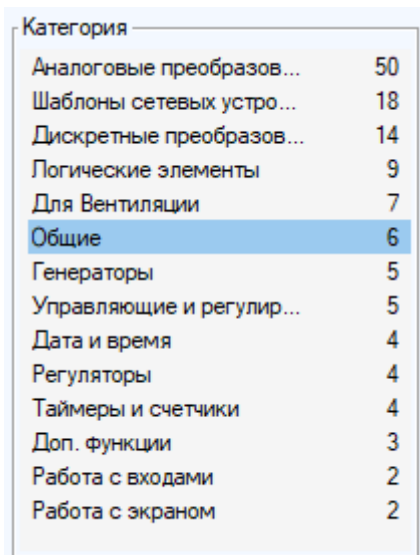 Категория
Аналоговые преобразов... 50
Шаблоны сетевых устро... 18
Дискретные преобразов... 14
Логические элементы 9
Для Вентиляции 7
Общие 6
Генераторы 5
Управляющие и регулир... 5
Дата и время 4
Регуляторы 4
Таймеры и счетчики 4
Доп. функции 3
Работа с входами 2
Работа с экраном 2